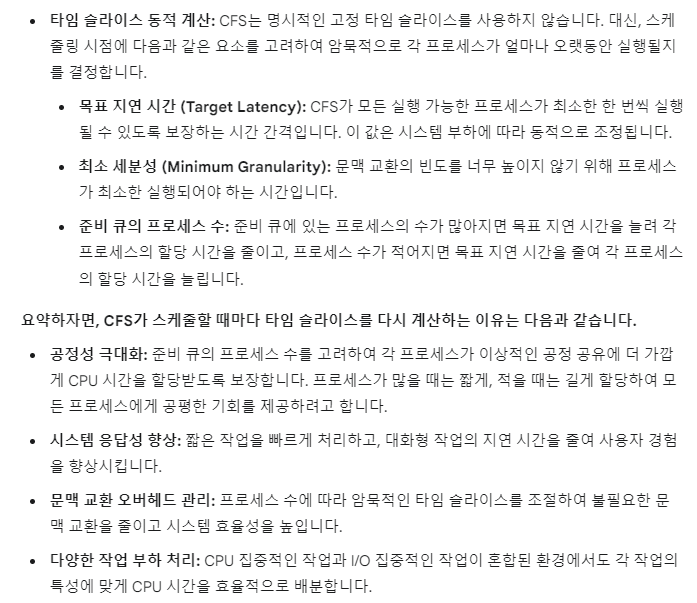 • 타임 슬라이스 동적 계산: CFS는 명시적인 고정 타임 슬라이스를 사용하지 않습니다. 대신, 스케
줄링 시점에 다음과 같은 요소를 고려하여 암묵적으로 각 프로세스가 얼마나 오랫동안 실행될지
를 결정합니다.
• 목표 지연 시간 (Target Latency): CFS가 모든 실행 가능한 프로세스가 최소한 한 번씩 실행
될 수 있도록 보장하는 시간 간격입니다. 이 값은 시스템 부하에 따라 동적으로 조정됩니다.
• 최소 세분성 (Minimum Granularity): 문맥 교환의 빈도를 너무 높이지 않기 위해 프로세스
가 최소한 실행되어야 하는 시간입니다.
• 준비 큐의 프로세스 수: 준비 큐에 있는 프로세스의 수가 많아지면 목표 지연 시간을 늘려 각
프로세스의 할당 시간을 줄이고, 프로세스 수가 적어지면 목표 지연 시간을 줄여 각 프로세스
의 할당 시간을 늘립니다.
요약하자면, CFS가 스케줄할 때마다 타임 슬라이스를 다시 계산하는 이유는 다음과 같습니다.
• 공정성 극대화: 준비 큐의 프로세스 수를 고려하여 각 프로세스가 이상적인 공정 공유에 더 가깝
게 CPU 시간을 할당받도록 보장합니다. 프로세스가 많을 때는 짧게, 적을 때는 길게 할당하여 모
든 프로세스에게 공평한 기회를 제공하려고 합니다.
• 시스템 응답성 향상: 짧은 작업을 빠르게 처리하고, 대화형 작업의 지연 시간을 줄여 사용자 경험
을 향상시킵니다.
• 문맥 교환 오버헤드 관리: 프로세스 수에 따라 암묵적인 타임 슬라이스를 조절하여 불필요한 문
맥 교환을 줄이고 시스템 효율성을 높입니다.
• 다양한 작업 부하 처리: CPU 집중적인 작업과 I/O 집중적인 작업이 혼합된 환경에서도 각 작업의
특성에 맞게 CPU 시간을 효율적으로 배분합니다.